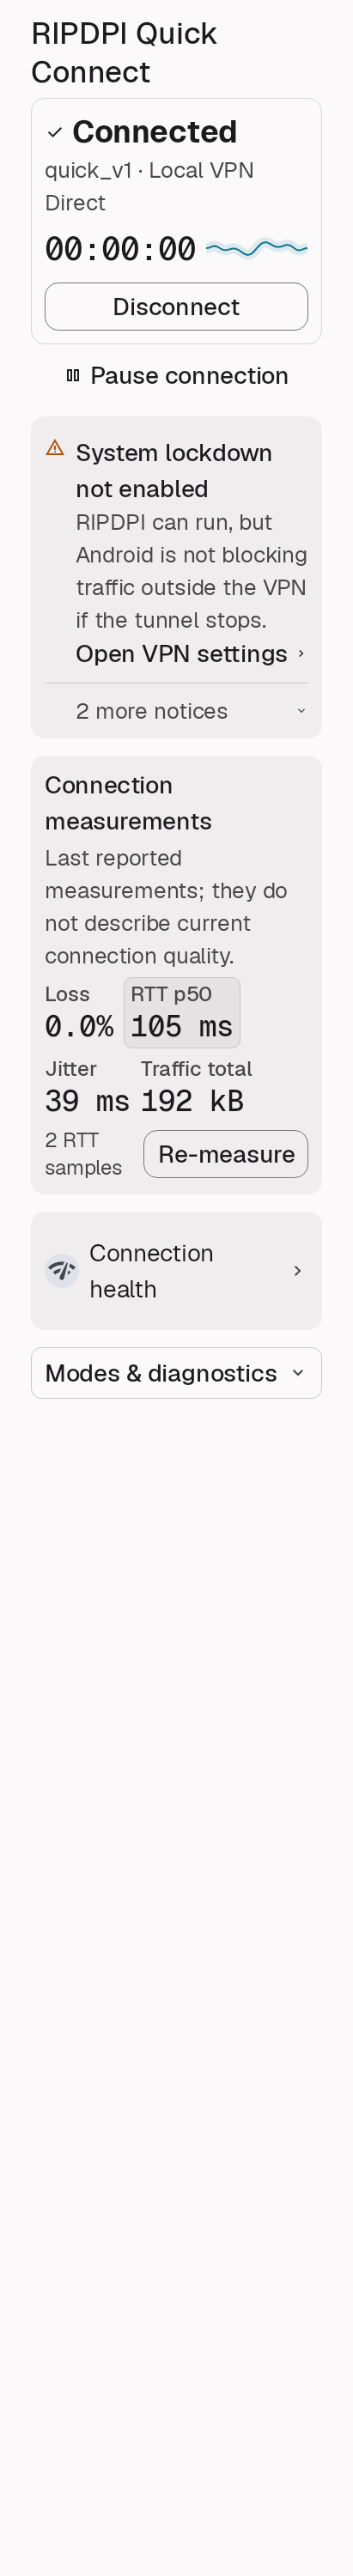 RIPDPI Quick
Connect
Connected
quick_v1 · Local VPN
Direct
00:00:00
Disconnect
Pause connection
System lockdown
not enabled
RIPDPI can run, but
Android is not blocking
traffic outside the VPN
if the tunnel stops.
Open VPN settings
2 more notices
Connection
measurements
Last reported
measurements; they do
not describe current
connection quality.
Loss RTT p50
0.0% 105 ms
Jitter Traffic total
39 ms 192 kB
2 RTT
samples
Re-measure
Connection
health
Modes & diagnostics